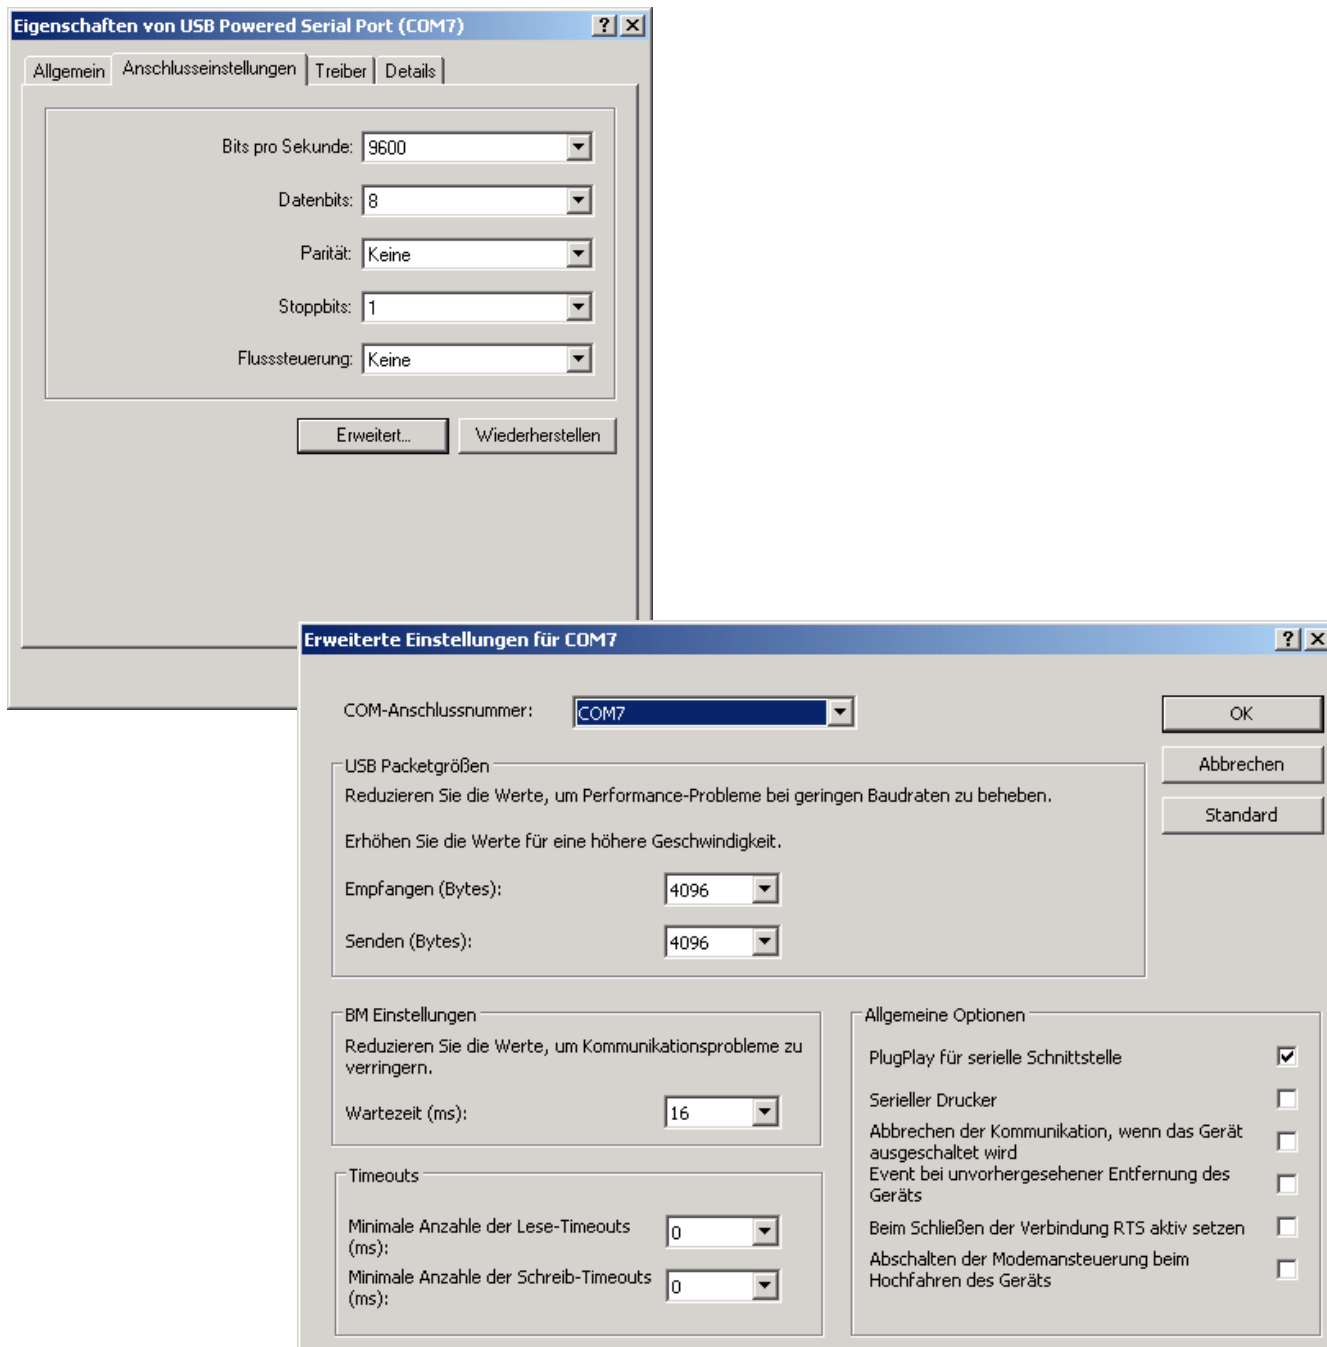 Eigenschaften von USB Powered Serial Port (COM7)
Allgemein Anschlusseinstellungen Treiber Details
Bits pro Sekunde: 9600
Datenbits: 8
Parität: Keine
Stoppbits: 1
Flusssteuerung: Keine
Erweitert... Wiederherstellen
Erweiterte Einstellungen für COM7
COM-Anschlussnummer: COM7
OK
Abbrechen
Standard
USB Packetgrößen
Reduzieren Sie die Werte, um Performance-Probleme bei geringen Baudraten zu beheben.
Erhöhen Sie die Werte für eine höhere Geschwindigkeit.
Empfangen (Bytes): 4096
Senden (Bytes): 4096
BM Einstellungen
Reduzieren Sie die Werte, um Kommunikationsprobleme zu
verringern.
Wartezeit (ms): 16
Timeouts
Minimale Anzahle der Lese-Timeouts
(ms): 0
Minimale Anzahle der Schreib-Timeouts
(ms): 0
Allgemeine Optionen
PlugPlay für serielle Schnittstelle
Serieller Drucker
Abbrechen der Kommunikation, wenn das Gerät
ausgeschaltet wird
Event bei unvorhergesehener Entfernung des
Geräts
Beim Schließen der Verbindung RTS aktiv setzen
Abschalten der Modemansteuerung beim
Hochfahren des Geräts